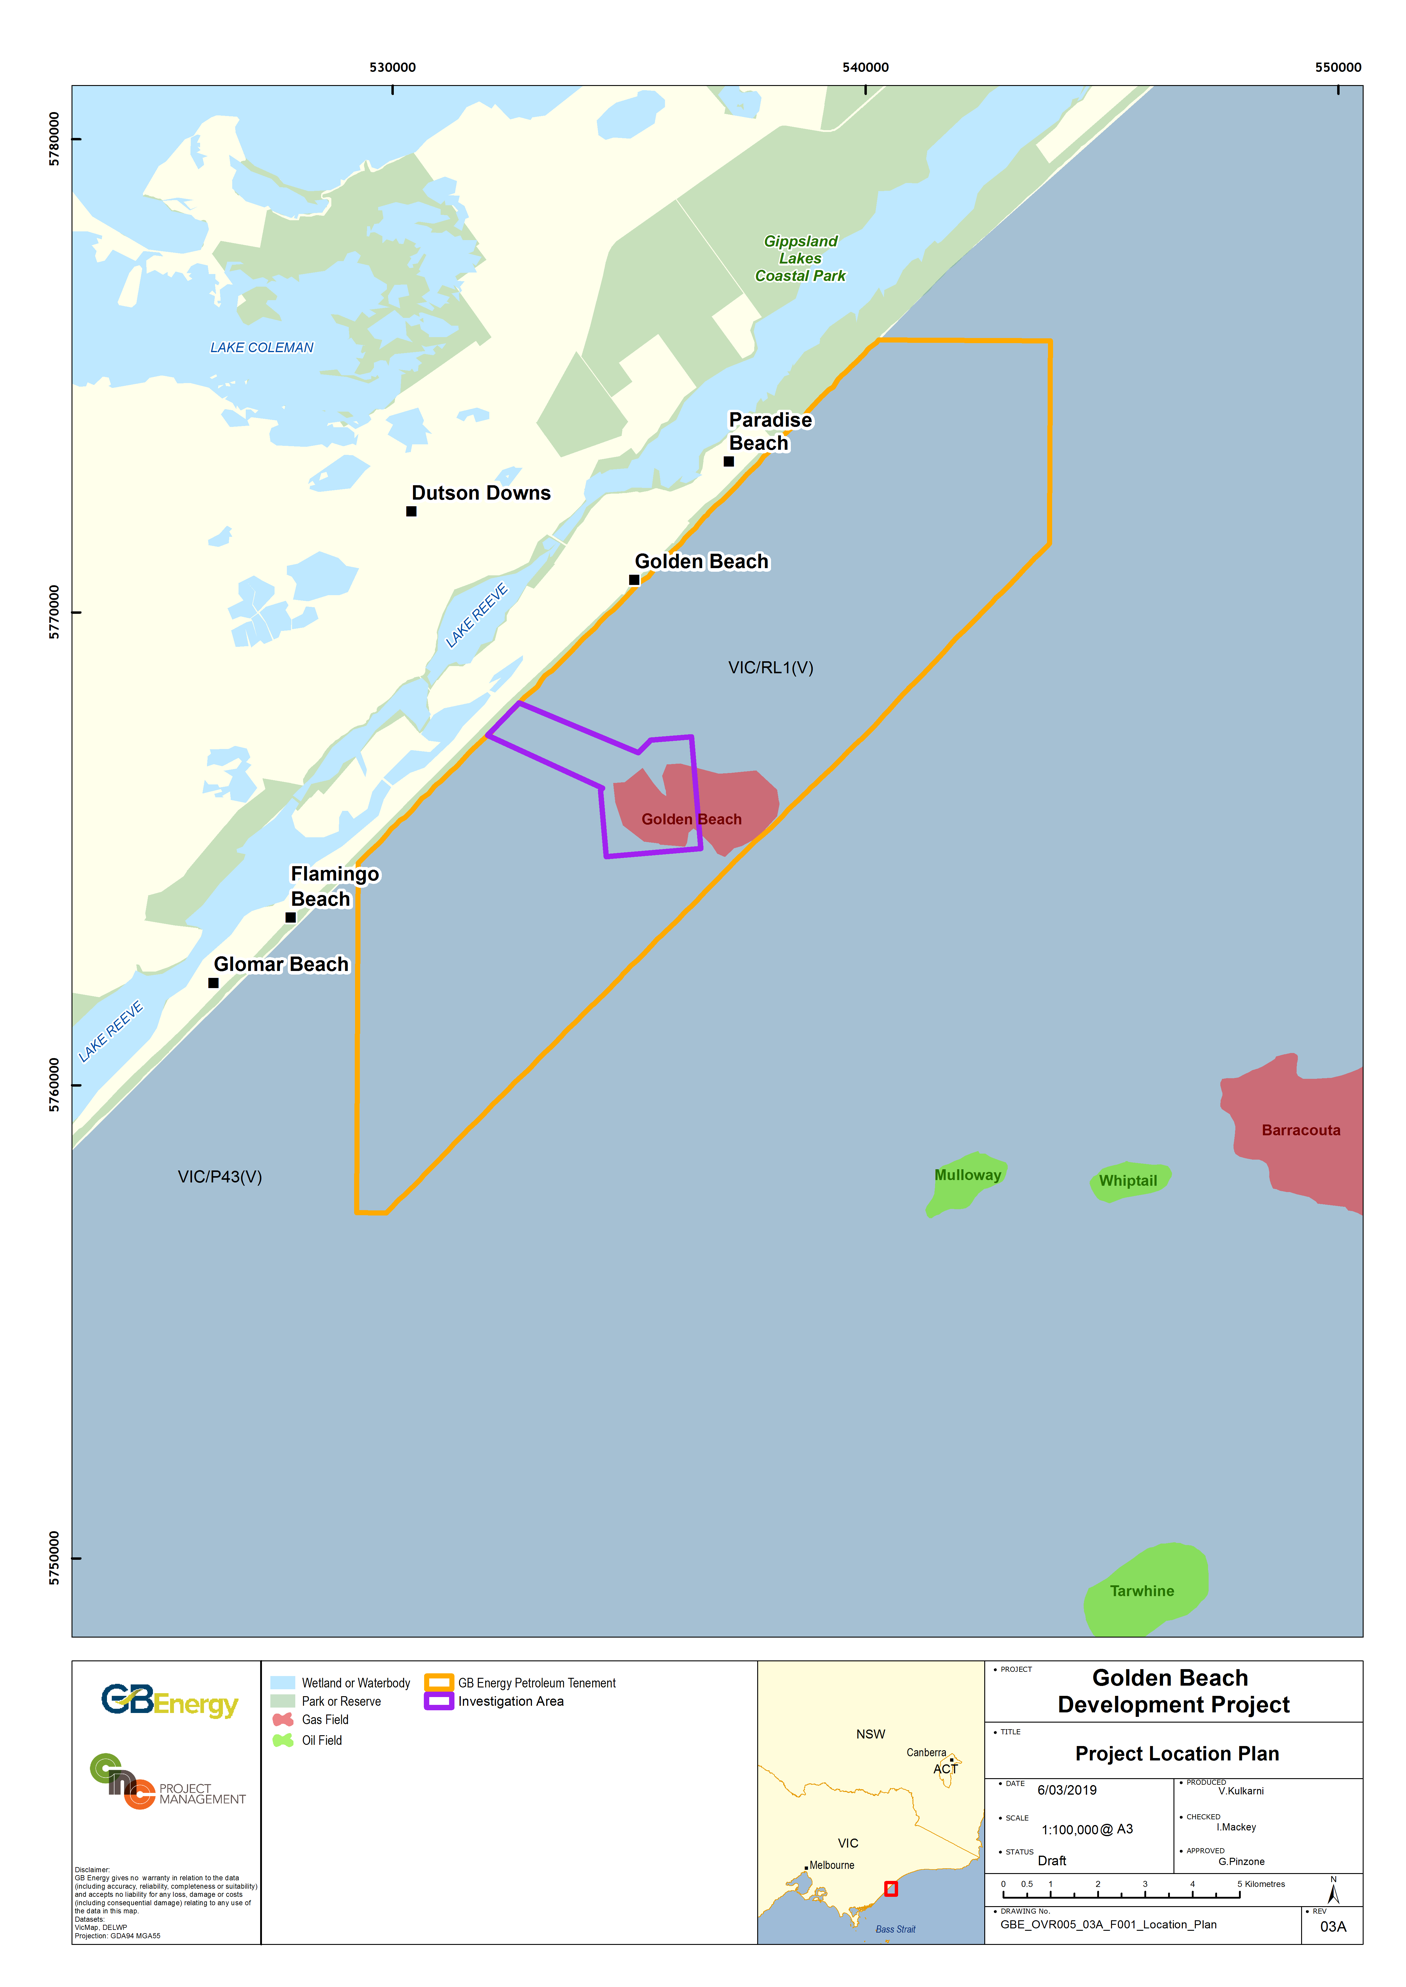 530000
540000
550000
5780000
5770000
5760000
5750000
Gippsland
Lakes
Coastal Park
LAKE COLEMAN
Paradise
Beach
Dutson Downs
Golden Beach
LAKE REEVE
VIC/RL1(V)
Golden Beach
Flamingo
Beach
Glomar Beach
LAKE REEVE
Barracouta
Mulloway
Whiptail
VIC/P43(V)
Tarwhine
GBEnergy
cnc
PROJECT
MANAGEMENT
Disclaimer:
GB Energy gives no warranty in relation to the data
(including accuracy, reliability, completeness or suitability)
and accepts no liability for any loss, damage or costs
(including consequential damage) relating to any use of
the data in this map.
Datasets:
VicMap, DELWP
Projection: GDA94 MGA55
Wetland or Waterbody
Park or Reserve
Gas Field
Oil Field
GB Energy Petroleum Tenement
Investigation Area
NSW
Canberra
ACT
VIC
Melbourne
Bass Strait
• PROJECT
Golden Beach
Development Project
• TITLE
Project Location Plan
• DATE
6/03/2019
• PRODUCED
V.Kulkarni
• SCALE
1:100,000@ A3
• CHECKED
I.Mackey
• STATUS
Draft
• APPROVED
G.Pinzone
0 0.5 1 2 3 4 5 Kilometres
N
• DRAWING No.
GBE_OVR005_03A_F001_Location_Plan
• REV
03A